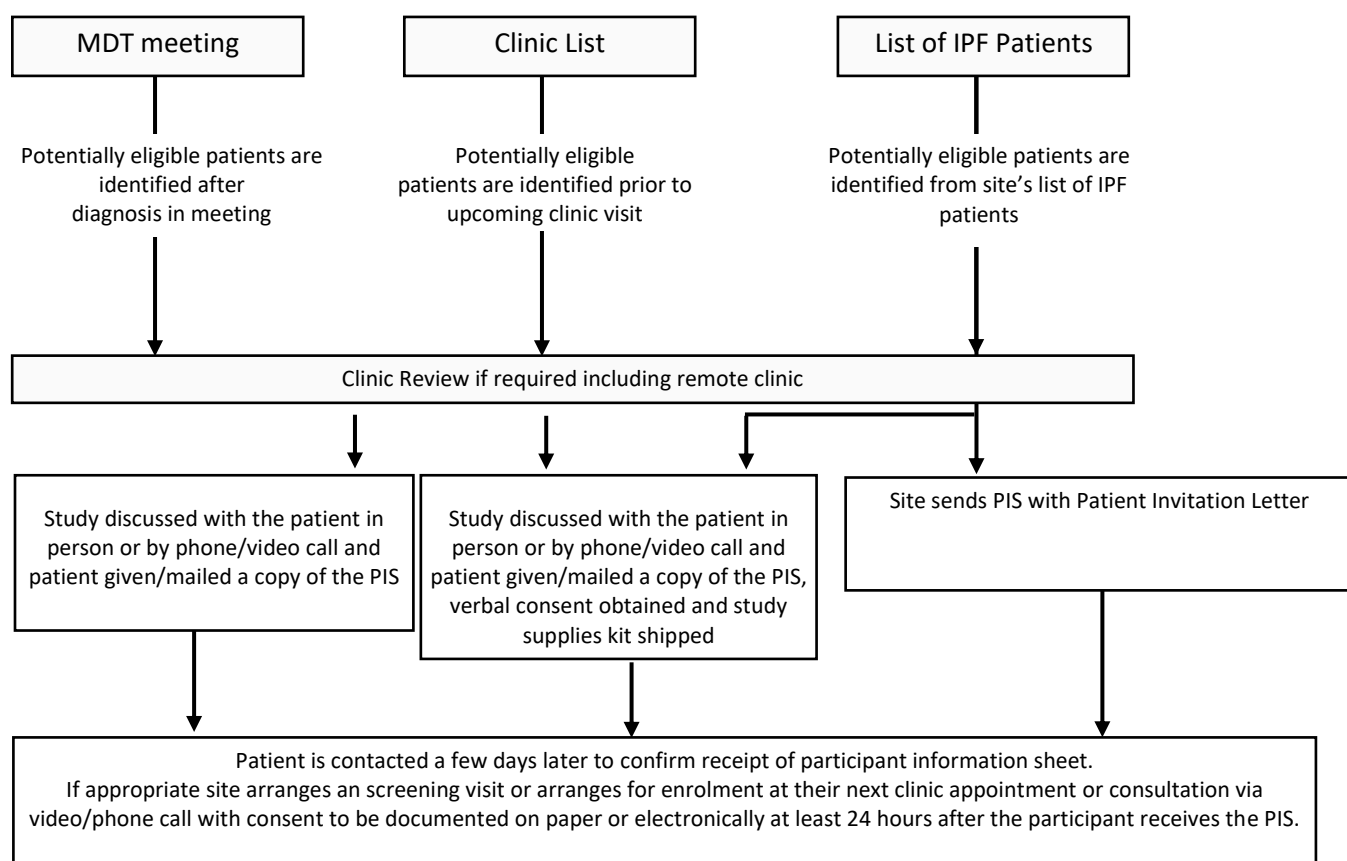 MDT meeting
Clinic List
List of IPF Patients
Potentially eligible patients are
identified after
diagnosis in meeting
Potentially eligible
patients are identified prior to
upcoming clinic visit
Potentially eligible patients are
identified from site's list of IPF
patients
Clinic Review if required including remote clinic
Study discussed with the patient in
person or by phone/video call and
patient given/mailed a copy of the PIS
Study discussed with the patient in
person or by phone/video call and
patient given/mailed a copy of the PIS,
verbal consent obtained and study
supplies kit shipped
Site sends PIS with Patient Invitation Letter
Patient is contacted a few days later to confirm receipt of participant information sheet.
If appropriate site arranges an screening visit or arranges for enrolment at their next clinic appointment or consultation via
video/phone call with consent to be documented on paper or electronically at least 24 hours after the participant receives the PIS.